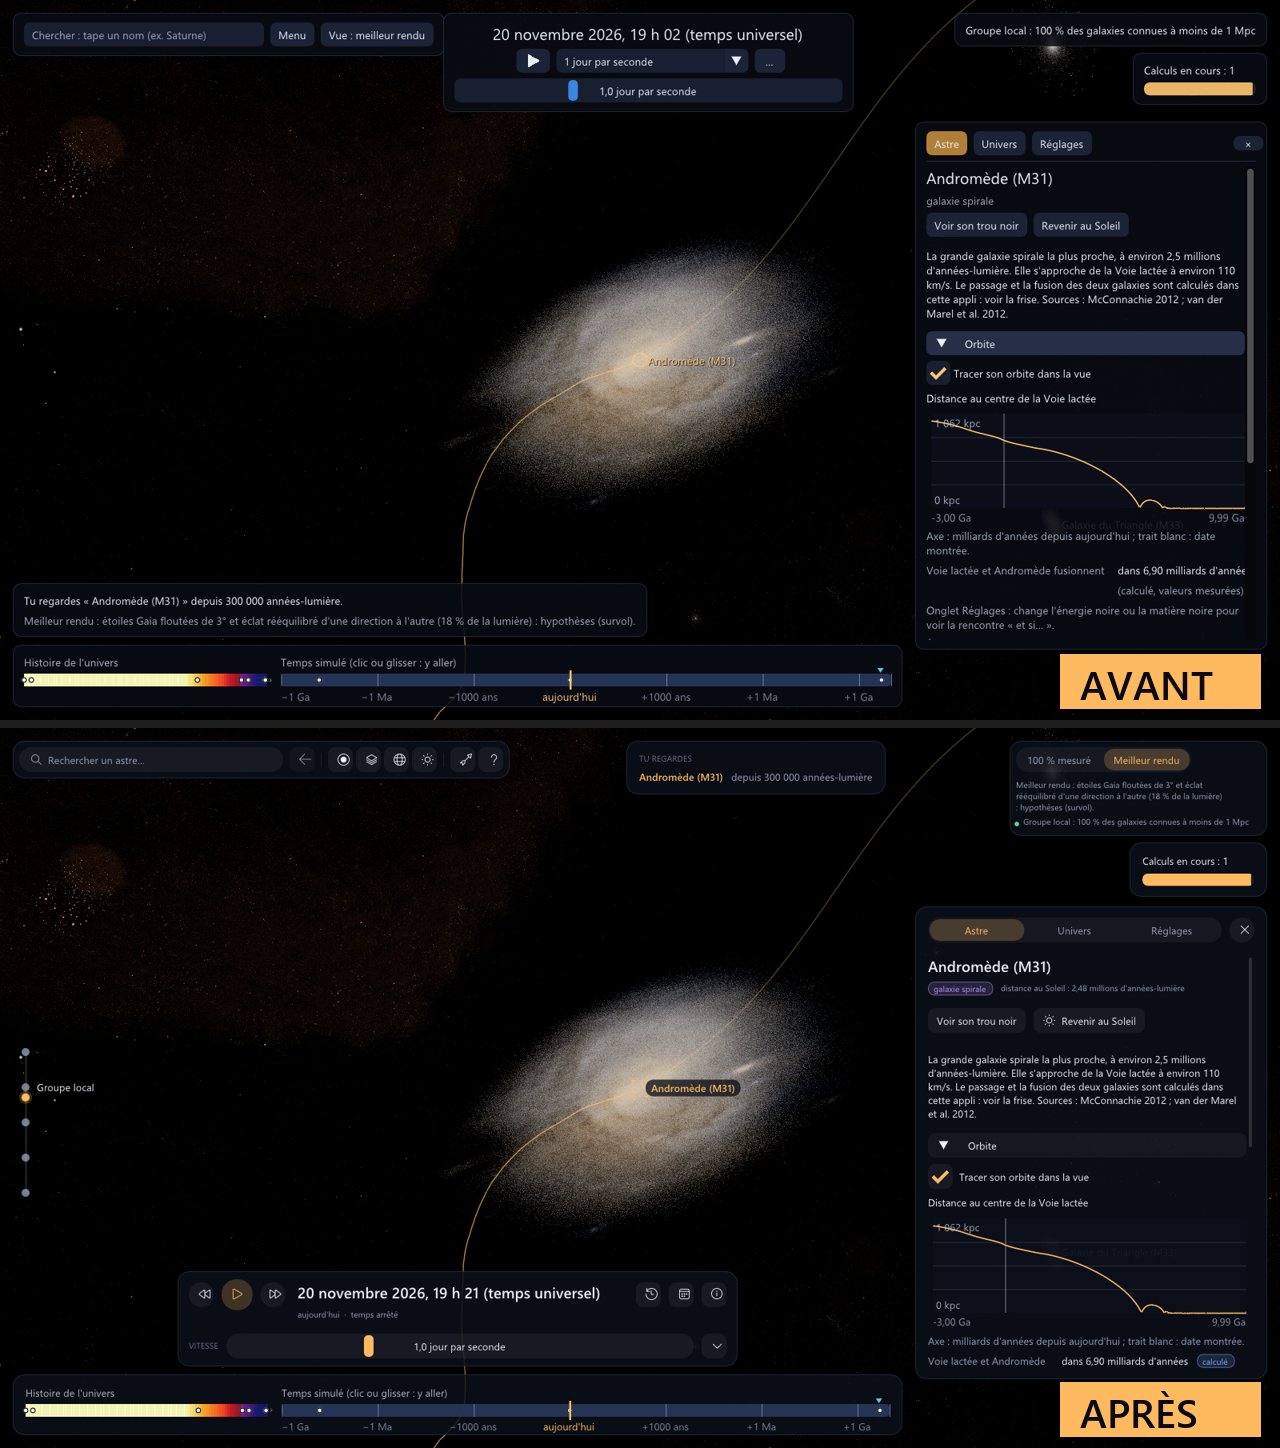 Chercher : tape un nom (ex. Saturne)
Menu
Vue : meilleur rendu
20 novembre 2026, 19 h 02 (temps universel)
1 jour par seconde
...
1,0 jour par seconde
Groupe local : 100 % des galaxies connues à moins de 1 Mpc
Calculs en cours : 1
Astre
Univers
Réglages
×
Andromède (M31)
galaxie spirale
Voir son trou noir
Revenir au Soleil
La grande galaxie spirale la plus proche, à environ 2,5 millions
d'années-lumière. Elle s'approche de la Voie lactée à environ 110
km/s. Le passage et la fusion des deux galaxies sont calculés dans
cette appli : voir la frise. Sources : McConnachie 2012 ; van der
Marel et al. 2012.
Orbite
Tracer son orbite dans la vue
Distance au centre de la Voie lactée
1 062 kpc
0 kpc
-3,00 Ga
9,99 Ga
Galaxie du Triangle (M33)
Axe : milliards d'années depuis aujourd'hui ; trait blanc : date
montrée.
Voie lactée et Andromède fusionnent
dans 6,90 milliards d'année
(calculé, valeurs mesurées)
Onglet Réglages : change l'énergie noire ou la matière noire pour
voir la rencontre « et si... ».
Andromède (M31)
Tu regardes « Andromède (M31) » depuis 300 000 années-lumière.
Meilleur rendu : étoiles Gaia floutées de 3° et éclat rééquilibré d'une direction à l'autre (18 % de la lumière) : hypothèses (survol).
Histoire de l'univers
Temps simulé (clic ou glisser : y aller)
−1 Ga
−1 Ma
−1000 ans
aujourd'hui
+1000 ans
+1 Ma
+1 Ga
AVANT
Rechercher un astre...
?
TU REGARDES
Andromède (M31) depuis 300 000 années-lumière
100 % mesuré
Meilleur rendu
Meilleur rendu : étoiles Gaia floutées de 3° et éclat
rééquilibré d'une direction à l'autre (18 % de la lumière)
: hypothèses (survol).
Groupe local : 100 % des galaxies connues à moins de 1 Mpc
Calculs en cours : 1
Astre
Univers
Réglages
Andromède (M31)
galaxie spirale
distance au Soleil : 2,48 millions d'années-lumière
Voir son trou noir
Revenir au Soleil
La grande galaxie spirale la plus proche, à environ 2,5 millions
d'années-lumière. Elle s'approche de la Voie lactée à environ 110
km/s. Le passage et la fusion des deux galaxies sont calculés dans
cette appli : voir la frise. Sources : McConnachie 2012 ; van der Marel
et al. 2012.
Orbite
Tracer son orbite dans la vue
Distance au centre de la Voie lactée
1 062 kpc
Galaxie du Triangle (M33)
0 kpc
-3,00 Ga
9,99 Ga
Axe : milliards d'années depuis aujourd'hui ; trait blanc : date montrée.
Voie lactée et Andromède
dans 6,90 milliards d'années
calculé
Groupe local
Andromède (M31)
20 novembre 2026, 19 h 21 (temps universel)
aujourd'hui · temps arrêté
VITESSE
1,0 jour par seconde
Histoire de l'univers
Temps simulé (clic ou glisser : y aller)
−1 Ga
−1 Ma
−1000 ans
aujourd'hui
+1000 ans
+1 Ma
+1 Ga
APRÈS